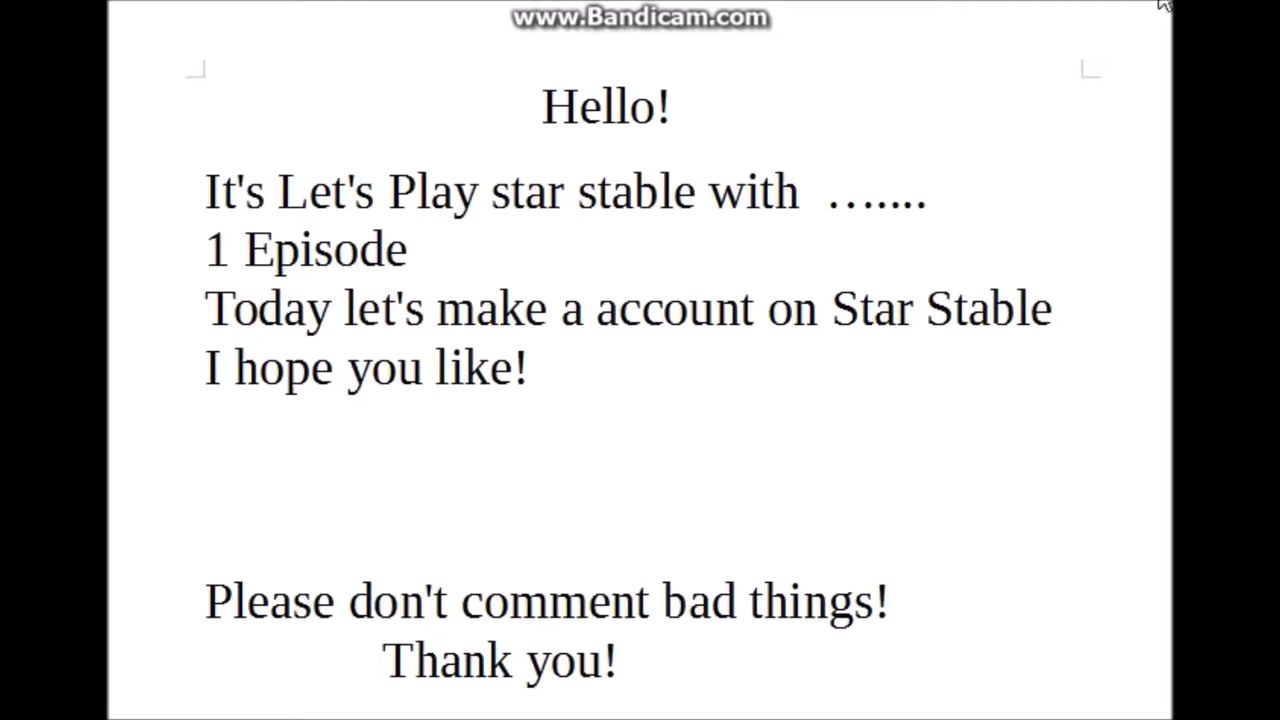 www.Bandicam.com
Hello!
It's Let's Play star stable with …....
1 Episode
Today let's make a account on Star Stable
I hope you like!
Please don't comment bad things!
Thank you!